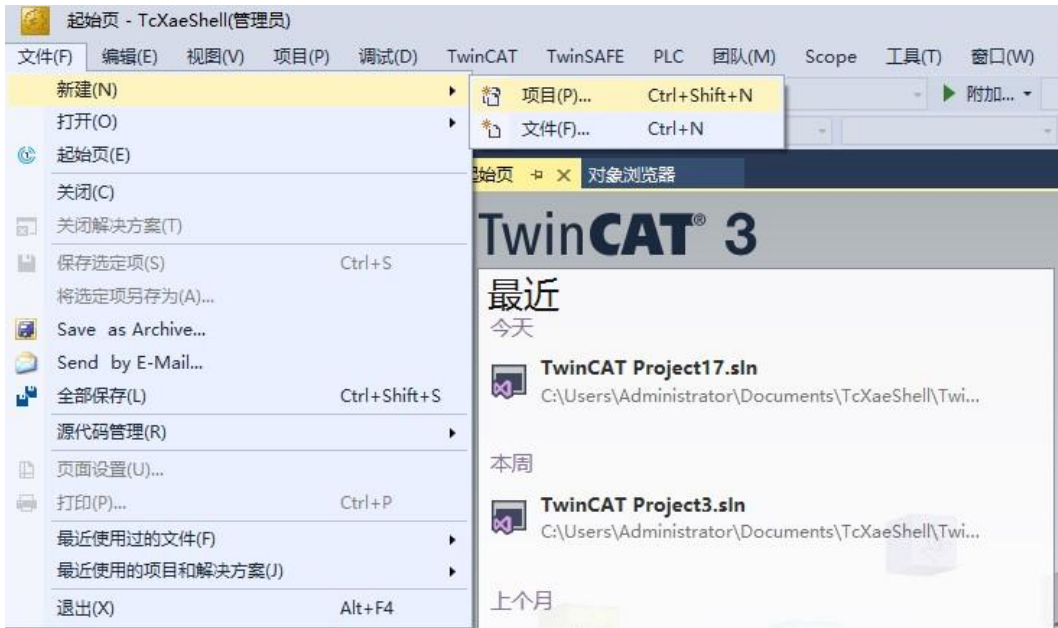 起始页 - TcXaeShell(管理员)
文件(F) 编辑(E) 视图(V) 项目(P) 调试(D) TwinCAT TwinSAFE PLC 团队(M) Scope 工具(T) 窗口(W)
新建(N)
项目(P)... Ctrl+Shift+N
附加...
打开(O)
文件(F)... Ctrl+N
起始页(E)
始页 对象浏览器
关闭(C)
关闭解决方案(T)
TwinCAT® 3
保存选定项(S) Ctrl+S
将选定项另存为(A)...
最近
今天
Save as Archive...
Send by E-Mail...
TwinCAT Project17.sln
全部保存(L) Ctrl+Shift+S
C:\Users\Administrator\Documents\TcXaeShell\Twi...
源代码管理(R)
本周
页面设置(U)...
打印(P)... Ctrl+P
TwinCAT Project3.sln
C:\Users\Administrator\Documents\TcXaeShell\Twi...
最近使用过的文件(F)
最近使用的项目和解决方案(J)
上个月
退出(X) Alt+F4